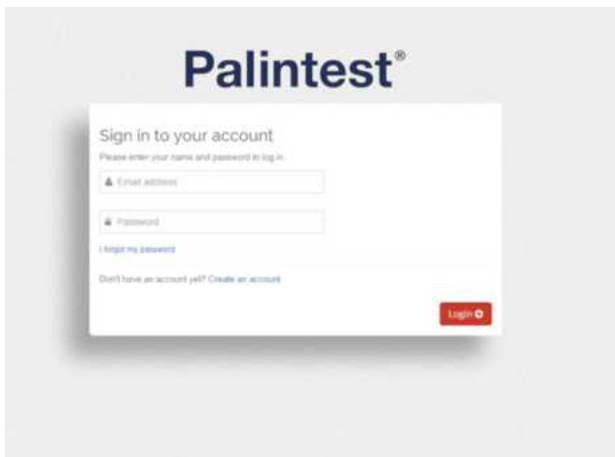 Palintest®
Sign in to your account
Please enter your name and password to log in.
Email address
Password
I forgot my password
Don't have an account yet? Create an account
Login